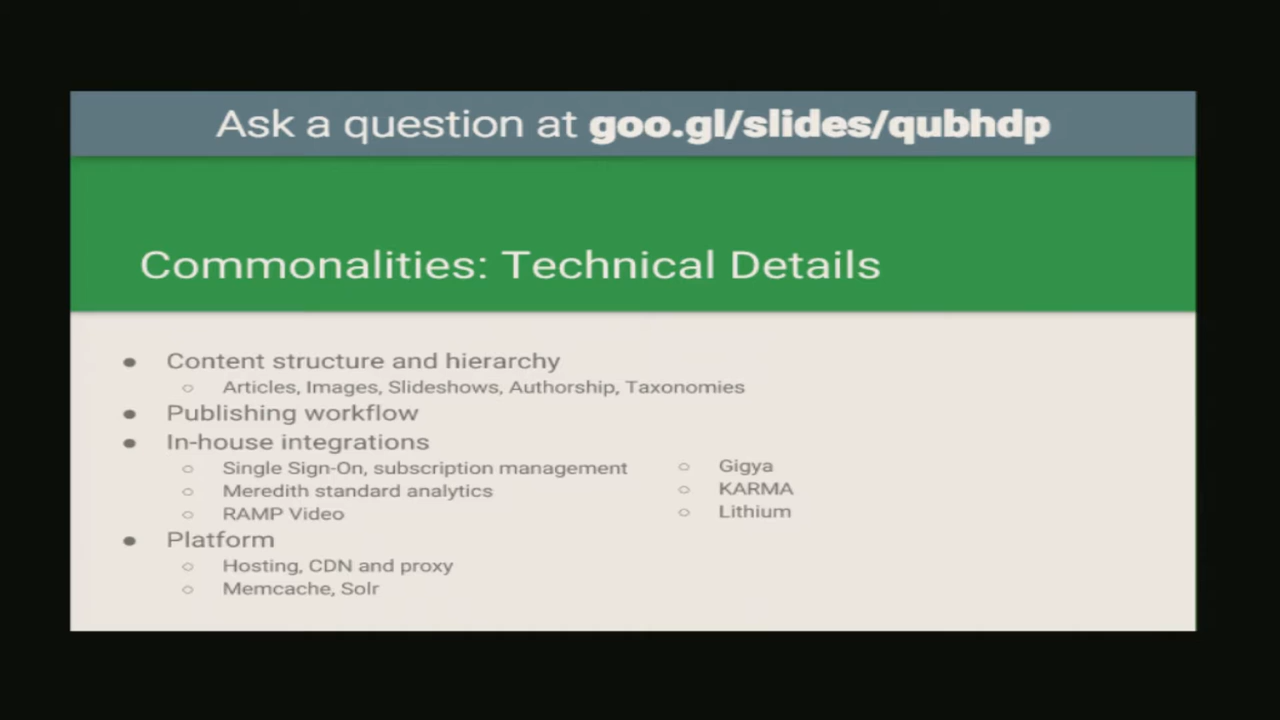 Ask a question at goo.gl/slides/qubhdp
Commonalities: Technical Details
● Content structure and hierarchy
○ Articles, Images, Slideshows, Authorship, Taxonomies
● Publishing workflow
● In-house integrations
○ Single Sign-On, subscription management
○ Meredith standard analytics
○ RAMP Video
○ Gigya
○ KARMA
○ Lithium
● Platform
○ Hosting, CDN and proxy
○ Memcache, Solr